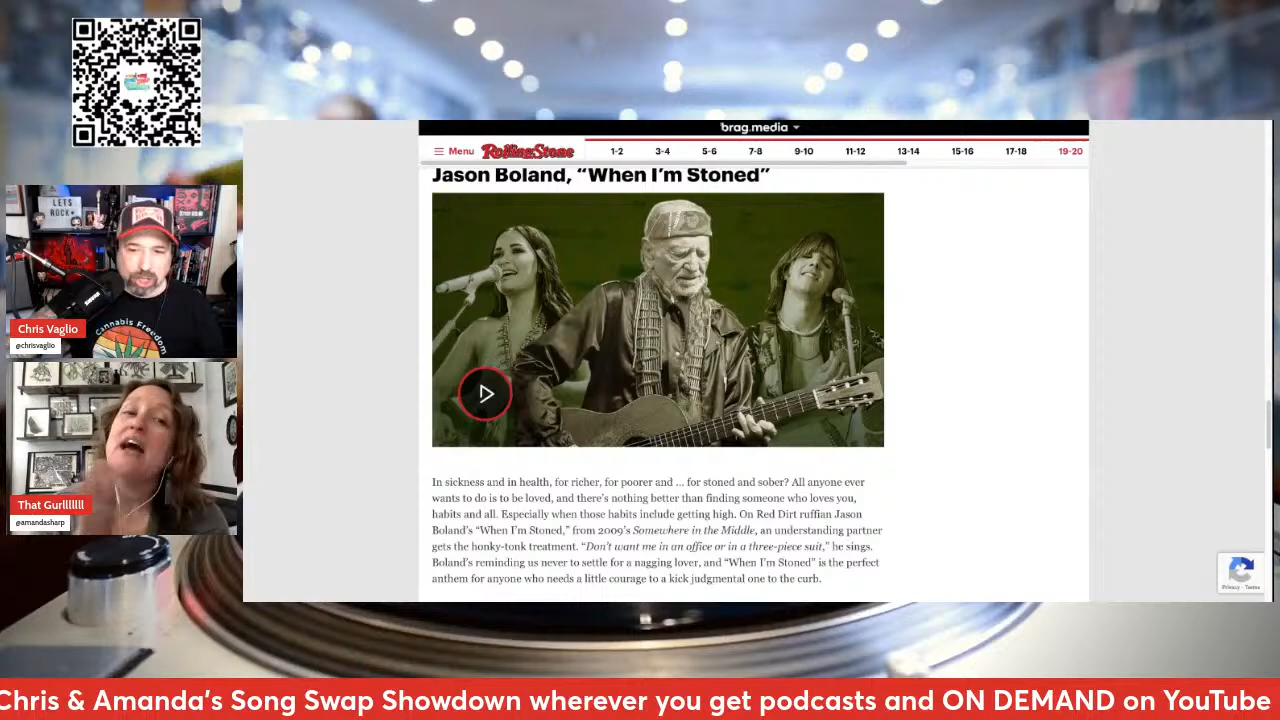 brag.media
Menu
RollingStone
1-2
3-4
5-6
7-8
9-10
11-12
13-14
15-16
17-18
19-20
Jason Boland, “When I’m Stoned”
LETS
ROCK
Cannabis Freedom
Chris Vaglio
@chrisvaglio
That Gurlllllll
@amandasharp
In sickness and in health, for richer, for poorer and ... for stoned and sober? All anyone ever
wants to do is to be loved, and there’s nothing better than finding someone who loves you,
habits and all. Especially when those habits include getting high. On Red Dirt ruffian Jason
Boland’s “When I’m Stoned,” from 2009’s Somewhere in the Middle, an understanding partner
gets the honky-tonk treatment. “Don’t want me in an office or in a three-piece suit,” he sings.
Boland’s reminding us never to settle for a nagging lover, and “When I’m Stoned” is the perfect
anthem for anyone who needs a little courage to a kick judgmental one to the curb.
Privacy - Terms
Chris & Amanda's Song Swap Showdown wherever you get podcasts and ON DEMAND on YouTube